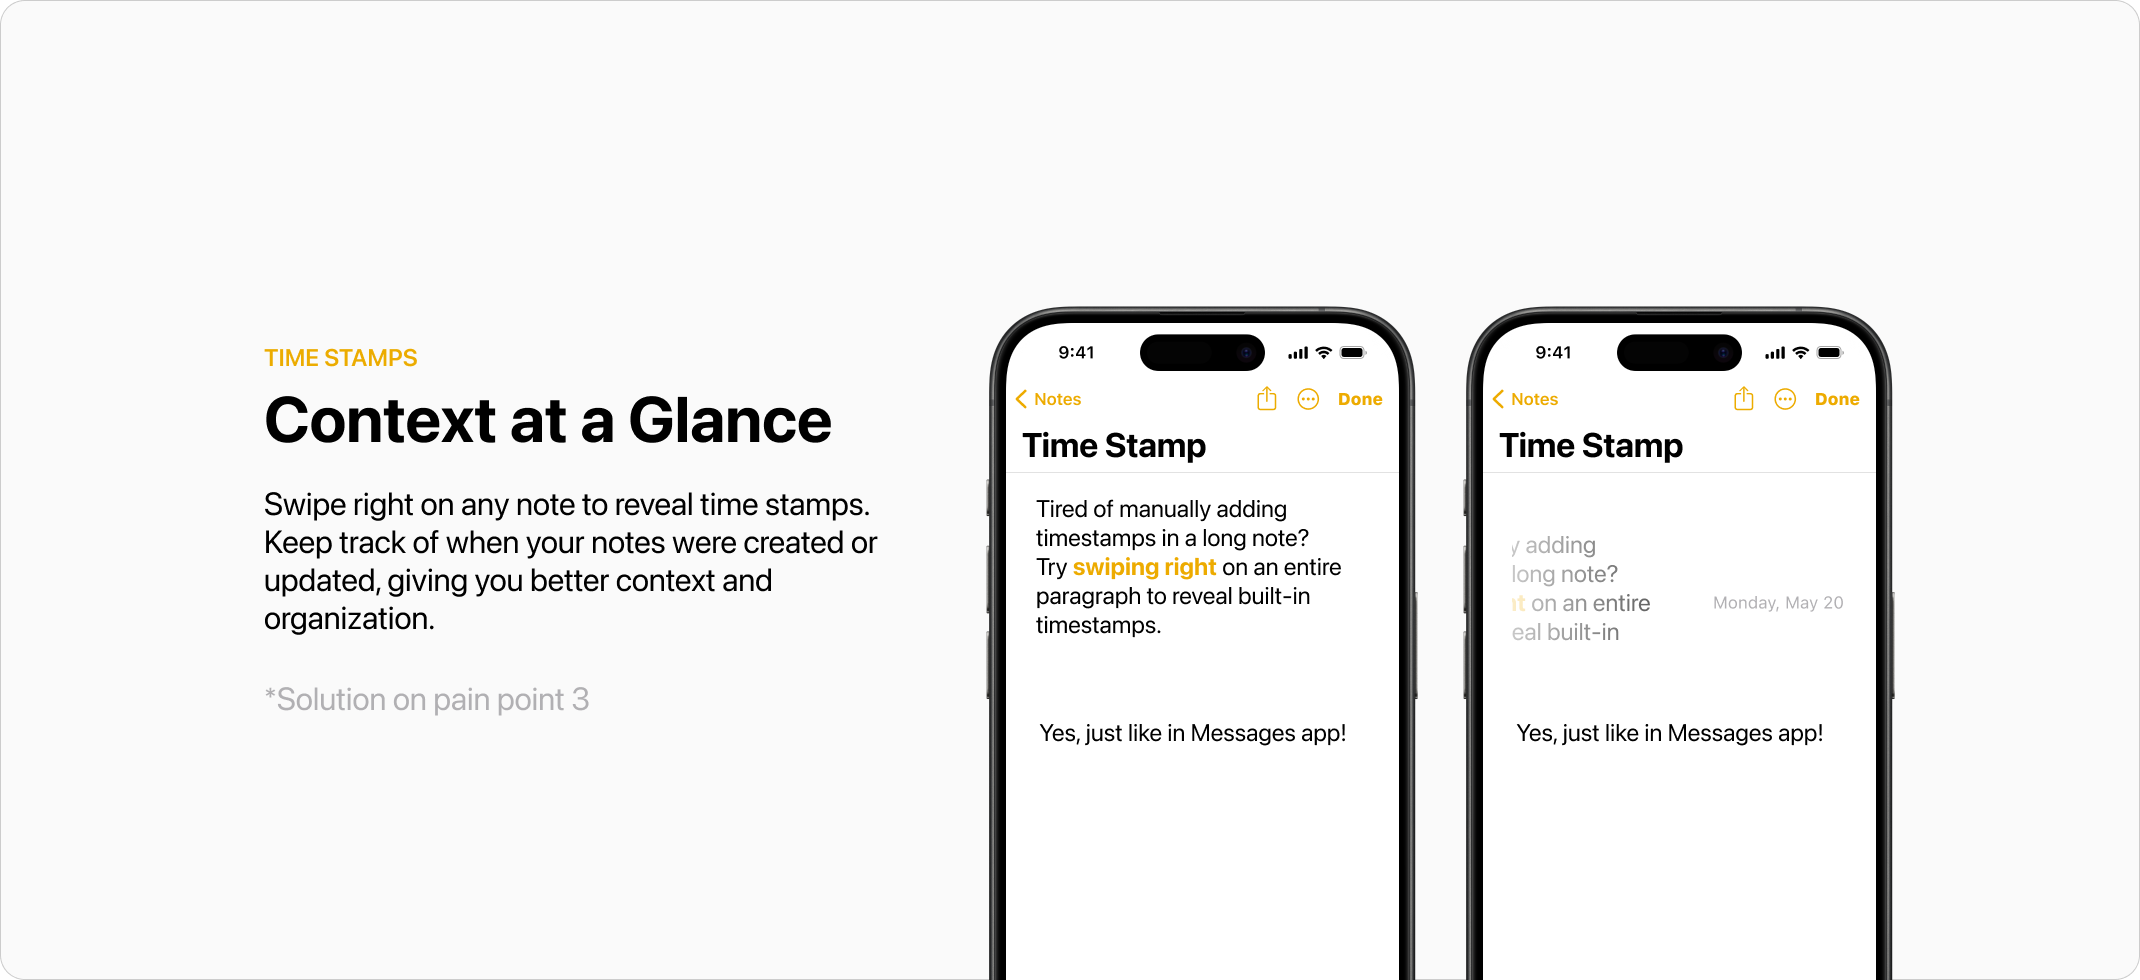 TIME STAMPS
Context at a Glance
Swipe right on any note to reveal time stamps.
Keep track of when your notes were created or
updated, giving you better context and
organization.
*Solution on pain point 3
9:41
Notes
Done
Time Stamp
Tired of manually adding
timestamps in a long note?
Try swiping right on an entire
paragraph to reveal built-in
timestamps.
Yes, just like in Messages app!
9:41
Notes
Done
Time Stamp
y adding
long note?
t on an entire
Monday, May 20
eal built-in
Yes, just like in Messages app!